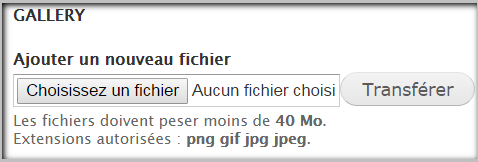 GALLERY
Ajouter un nouveau fichier
Choisissez un fichier Aucun fichier choisi Transférer
Les fichiers doivent peser moins de 40 Mo.
Extensions autorisées : png gif jpg jpeg.